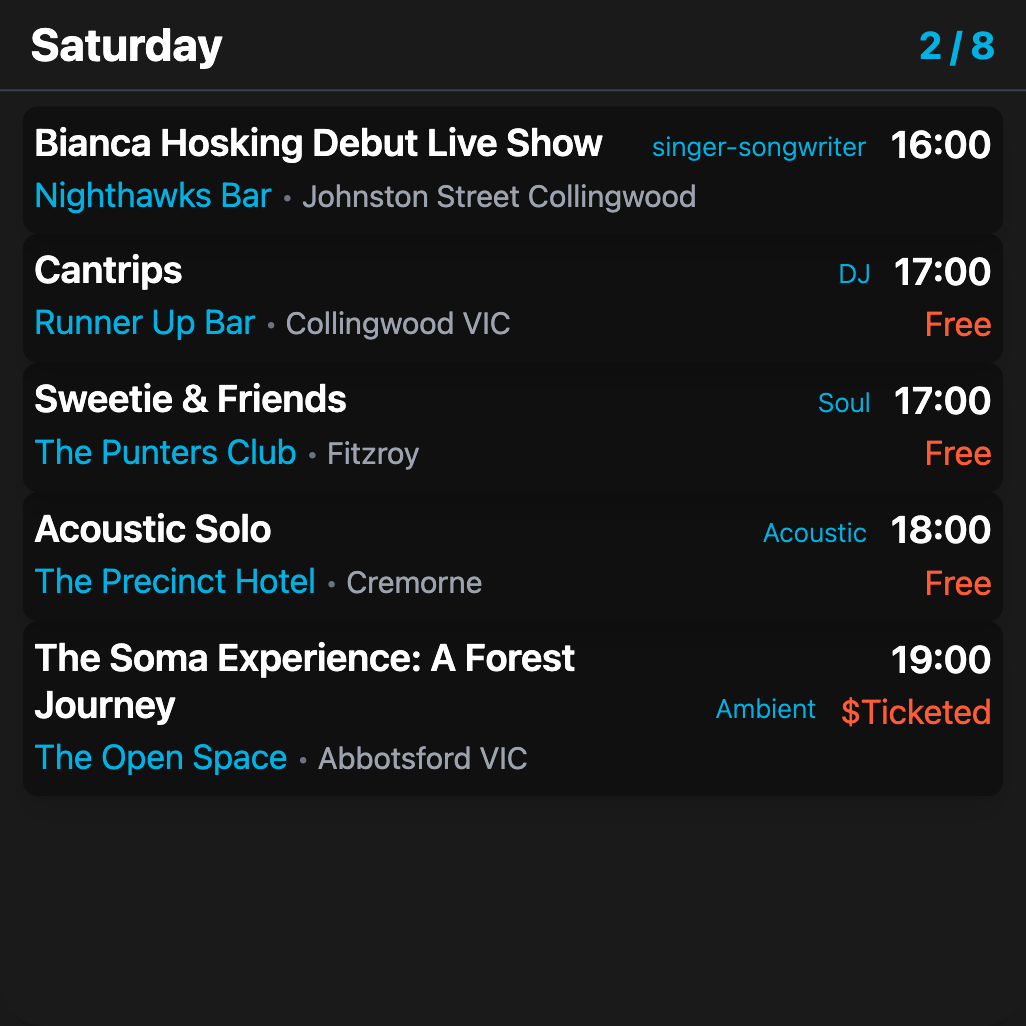 Saturday 2 / 8
Bianca Hosking Debut Live Show singer-songwriter 16:00
Nighthawks Bar • Johnston Street Collingwood
Cantrips DJ 17:00
Runner Up Bar • Collingwood VIC Free
Sweetie & Friends Soul 17:00
The Punters Club • Fitzroy Free
Acoustic Solo Acoustic 18:00
The Precinct Hotel • Cremorne Free
The Soma Experience: A Forest 19:00
Journey Ambient $Ticketed
The Open Space • Abbotsford VIC